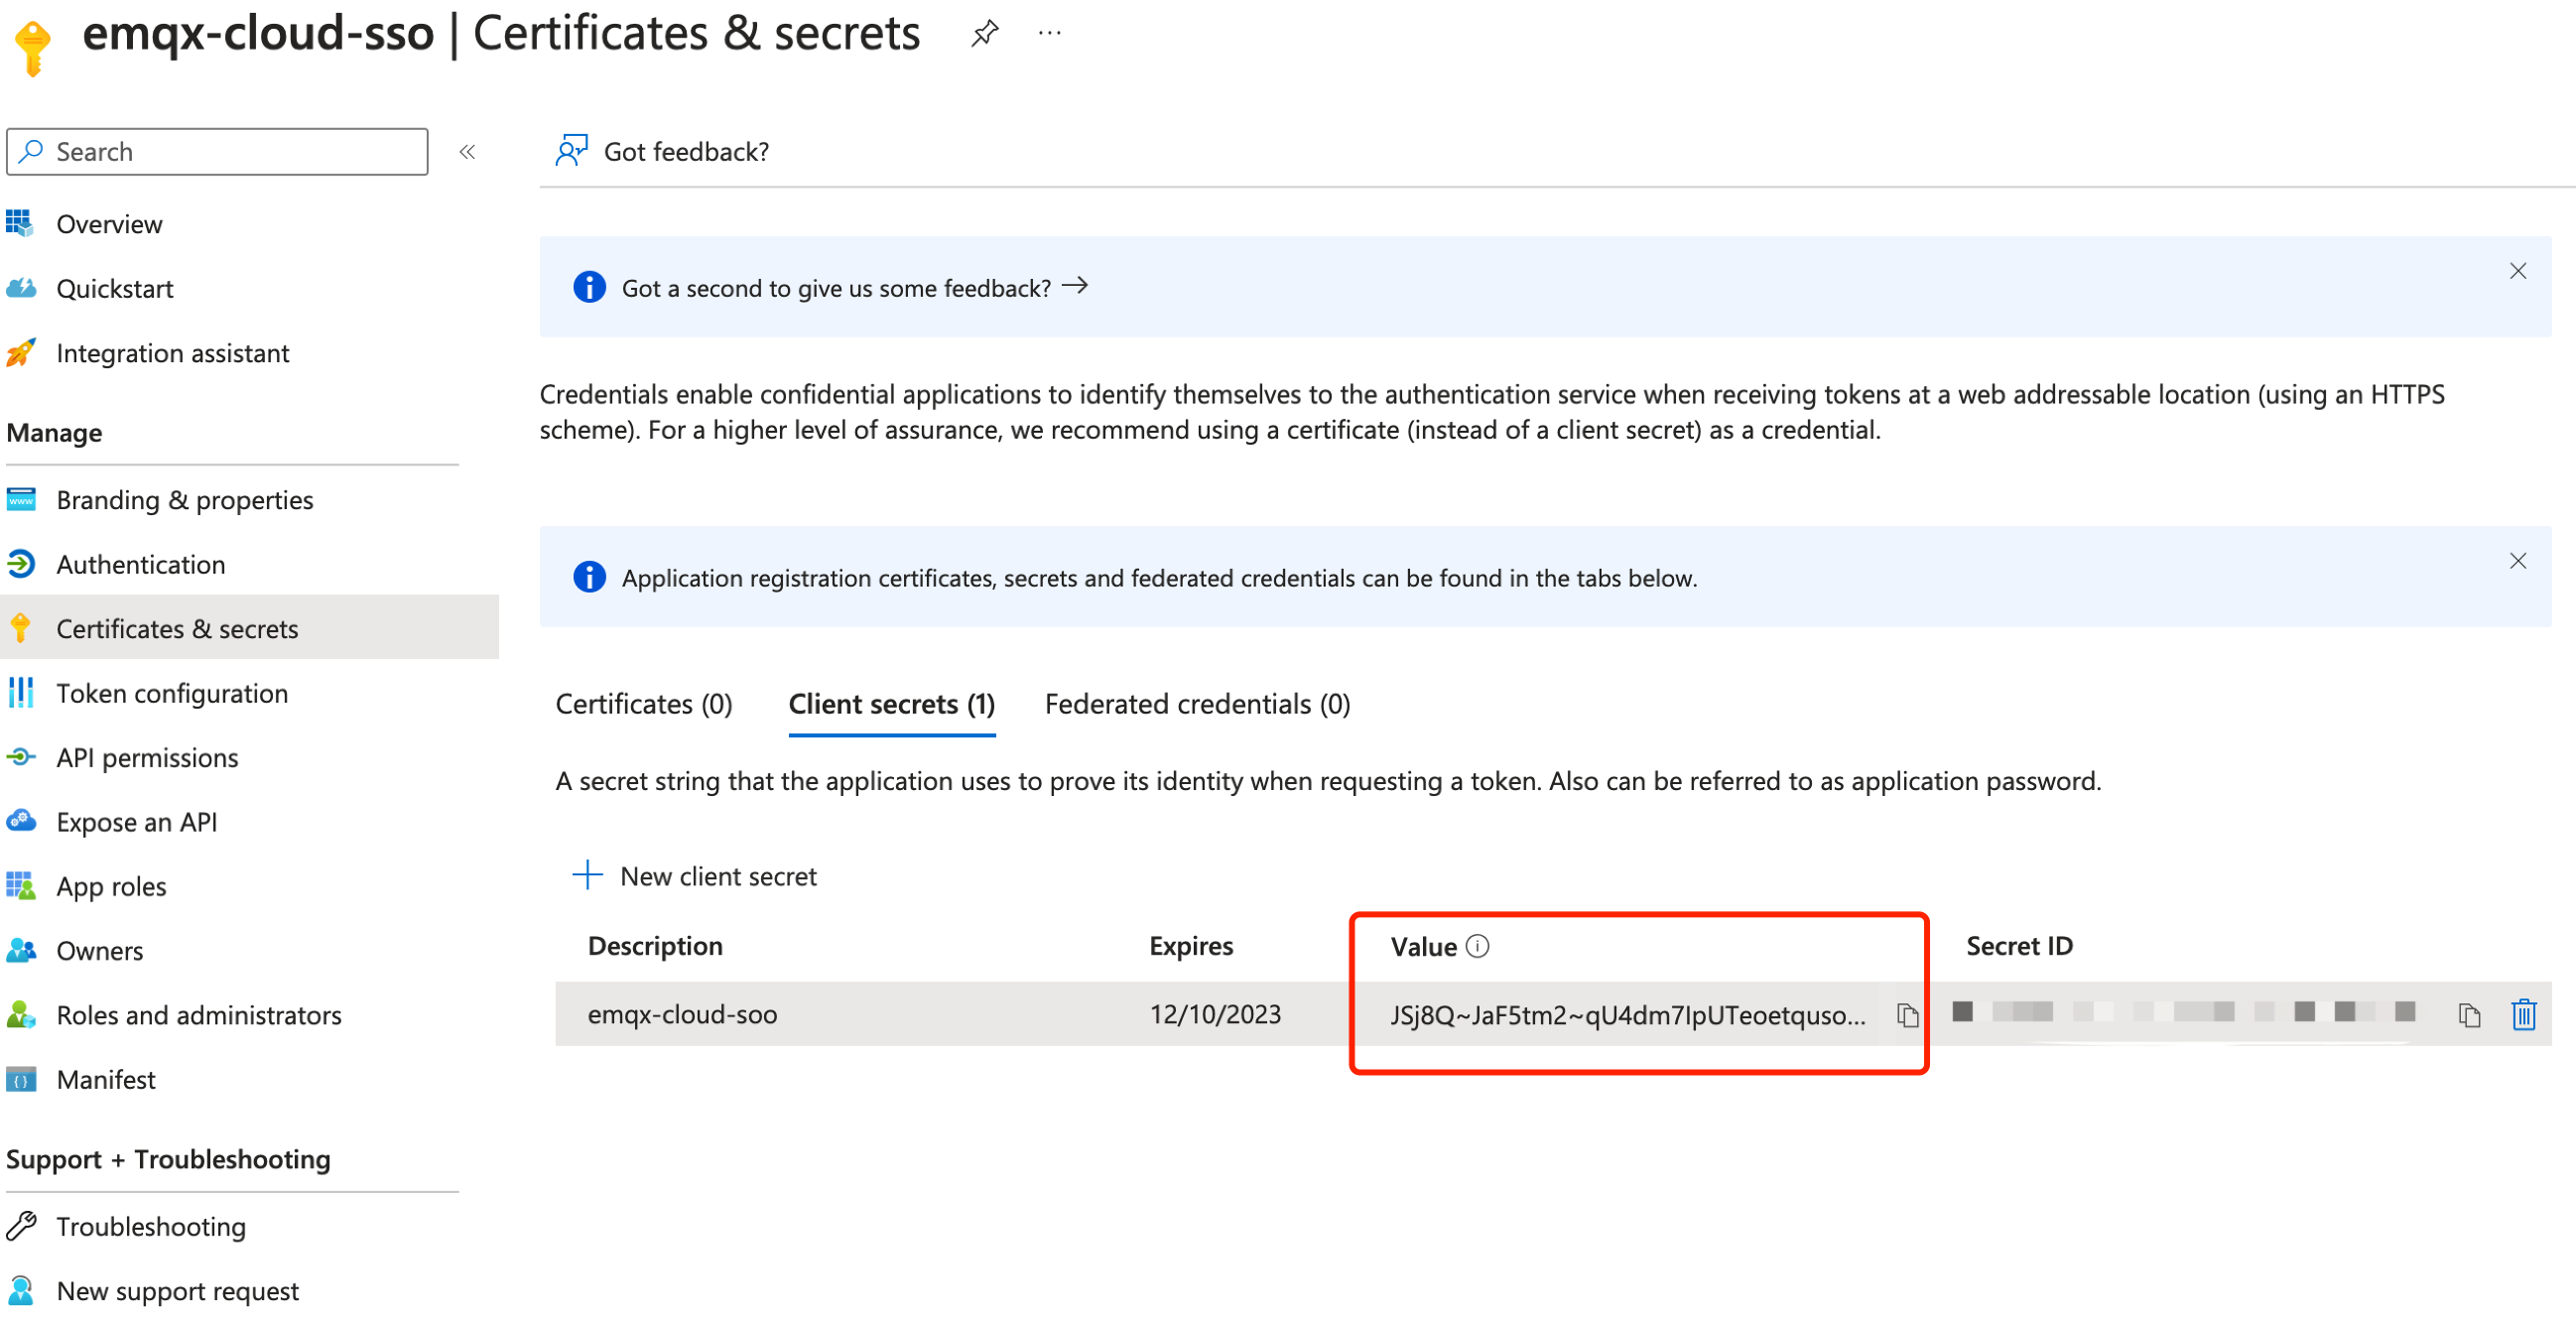 emqx-cloud-sso | Certificates & secrets
Search
Got feedback?
Overview
Quickstart
Integration assistant
Manage
Branding & properties
Authentication
Certificates & secrets
Token configuration
API permissions
Expose an API
App roles
Owners
Roles and administrators
Manifest
Support + Troubleshooting
Troubleshooting
New support request
Got a second to give us some feedback?
Credentials enable confidential applications to identify themselves to the authentication service when receiving tokens at a web addressable location (using an HTTPS
scheme). For a higher level of assurance, we recommend using a certificate (instead of a client secret) as a credential.
Application registration certificates, secrets and federated credentials can be found in the tabs below.
Certificates (0) Client secrets (1) Federated credentials (0)
A secret string that the application uses to prove its identity when requesting a token. Also can be referred to as application password.
New client secret
Description Expires Value Secret ID
emqx-cloud-soo 12/10/2023 JSj8Q~JaF5tm2~qU4dm7IpUTeoetquso...